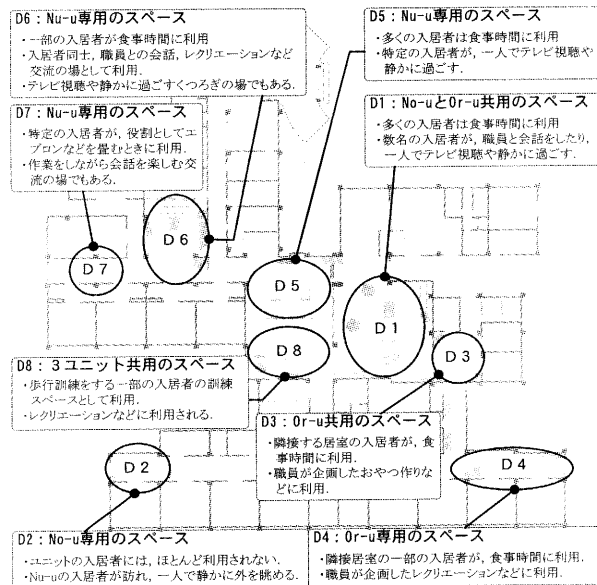 D6：Nu-u専用のスペース
・一部の入居者が食事時間に利用
・入居者同士，職員との会話，レクリエーションなど
交流の場として利用．
・テレビ視聴や静かに過ごすくつろぎの場でもある．
D5：Nu-u専用のスペース
・多くの入居者は食事時間に利用
・特定の入居者が，一人でテレビ視聴や
静かに過ごす．
D7：Nu-u専用のスペース
・特定の入居者が，役割としてエ
プロンなどを畳むときに利用．
・作業をしながら会話を楽しむ交
流の場でもある．
D1：No-uとOr-u共用のスペース
・多くの入居者は食事時間に利用
・数名の入居者が，職員と会話をしたり，
一人でテレビ視聴や静かに過ごす．
D6
D7
D5
D1
D8
D3
D8：３ユニット共用のスペース
・歩行訓練をする一部の入居者の訓練
スペースとして利用．
・レクリエーションなどに利用される．
D3：Or-u共用のスペース
・隣接する居室の入居者が，食
事時間に利用．
・職員が企画したおやつ作りな
どに利用．
D2
D4
D2：No-u専用のスペース
・ユニットの入居者には，ほとんど利用されない．
・Nu-uの入居者が訪れ，一人で静かに外を眺める．
D4：Or-u専用のスペース
・隣接居室の一部の入居者が，食事時間に利用．
・職員が企画したレクリエーションなどに利用．